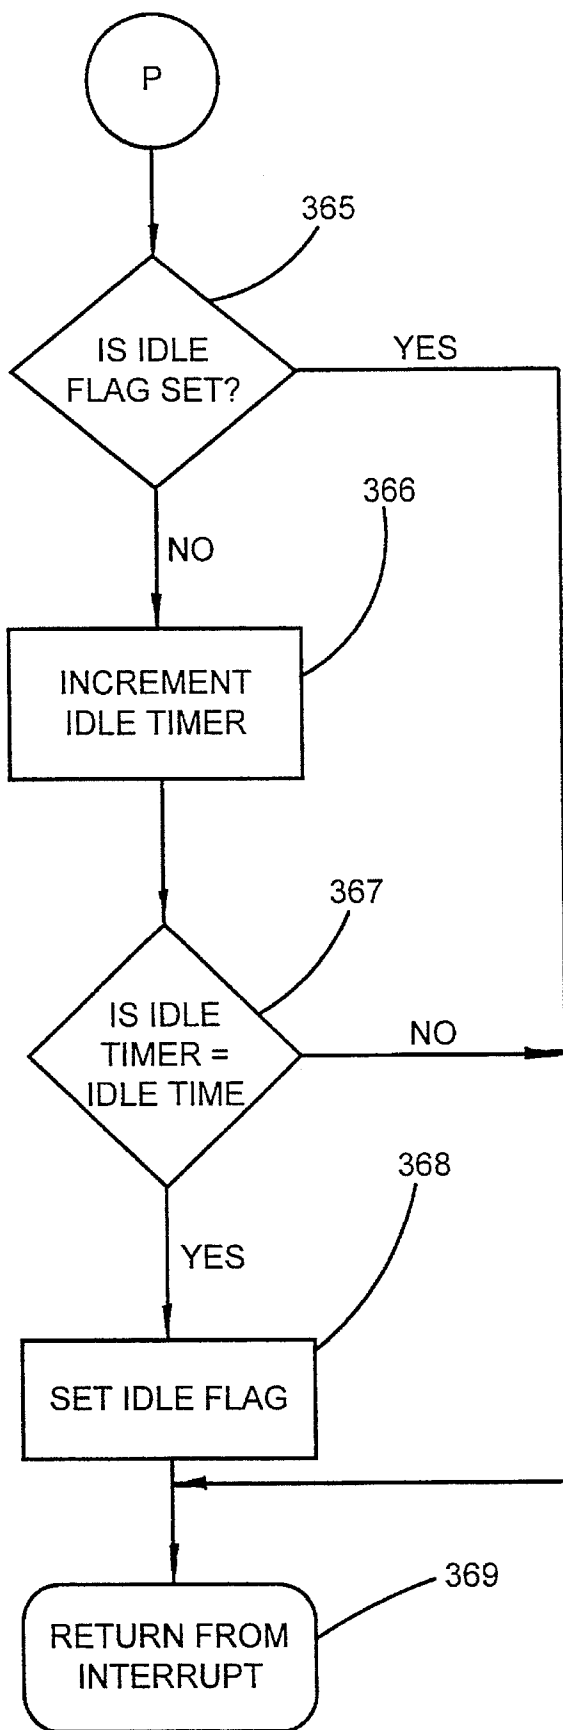 P
365
IS IDLE
FLAG SET?
YES
366
NO
INCREMENT
IDLE TIMER
367
IS IDLE
TIMER =
IDLE TIME
NO
368
YES
SET IDLE FLAG
369
RETURN FROM
INTERRUPT